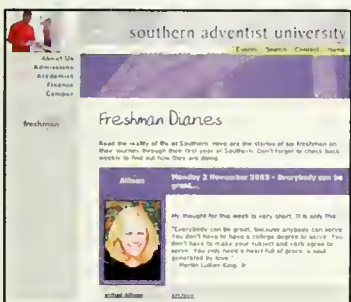 southern adventist university
Events Search Contact Home
About Us
Admissions
Academics
Finance
Campus
freshman
Freshman Diaries
Read the reality of life at Southern. Here are the stories of six freshmen on
their journey through their first year at Southern. Don't forget to check back
weekly to find out how they are doing.
Allison
Monday 2 November 2002 - Everybody can be
great...
My thought for this week is very short. It is only this
"Everybody can be great, because anybody can serve.
You don't have to have a college degree to serve. You
don't have to make your subject and verb agree to
serve. You only need a heart full of grace, a soul
generated by love."
Martin Luther King, Jr
e-mail Allison
archive